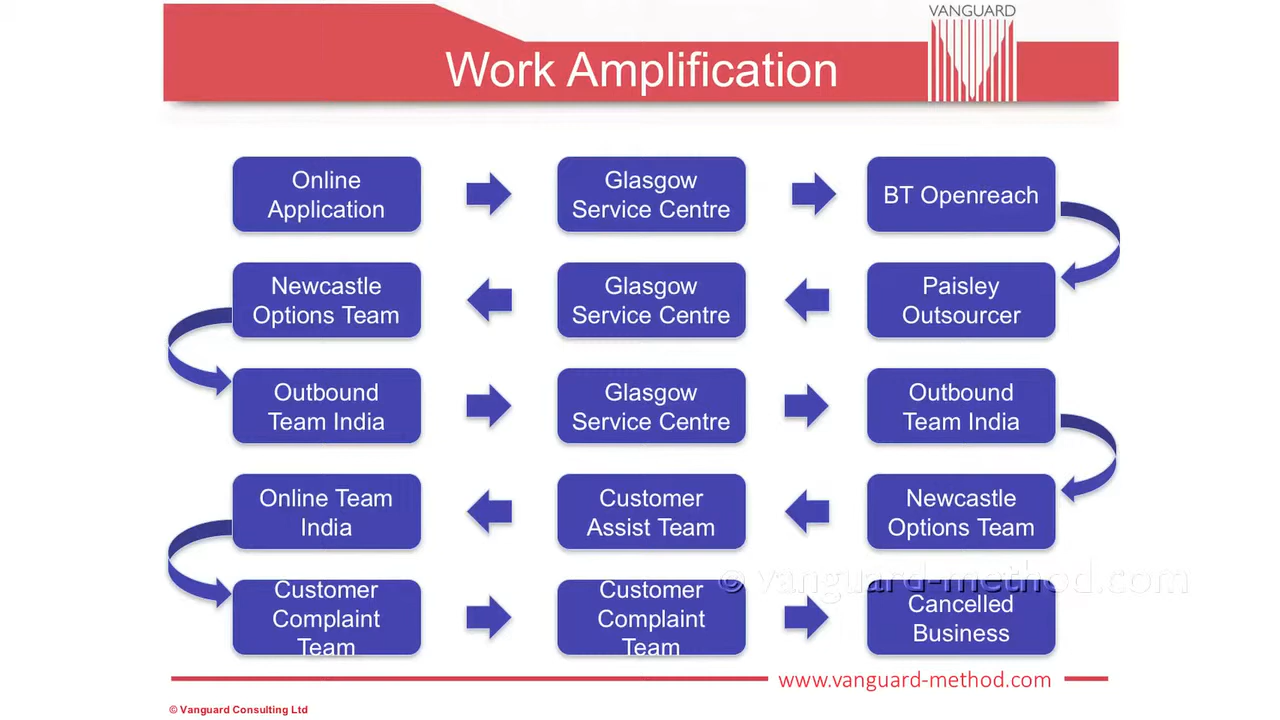 VANGUARD
Work Amplification
Online
Application
Glasgow
Service Centre
BT Openreach
Newcastle
Options Team
Glasgow
Service Centre
Paisley
Outsourcer
Outbound
Team India
Glasgow
Service Centre
Outbound
Team India
Online Team
India
Customer
Assist Team
Newcastle
Options Team
© vanguard-method.com
Customer
Complaint
Team
Customer
Complaint
Team
Cancelled
Business
www.vanguard-method.com
© Vanguard Consulting Ltd